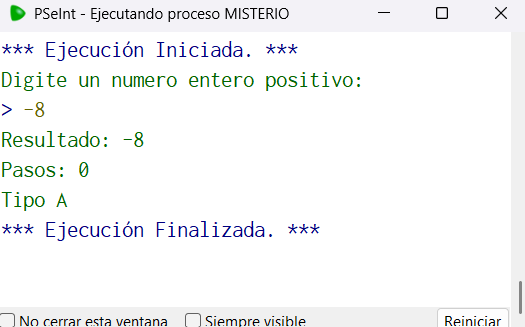 PSeInt - Ejecutando proceso MISTERIO
*** Ejecución Iniciada. ***
Digite un numero entero positivo:
> -8
Resultado: -8
Pasos: 0
Tipo A
*** Ejecución Finalizada. ***
No cerrar esta ventana Siempre visible Reiniciar